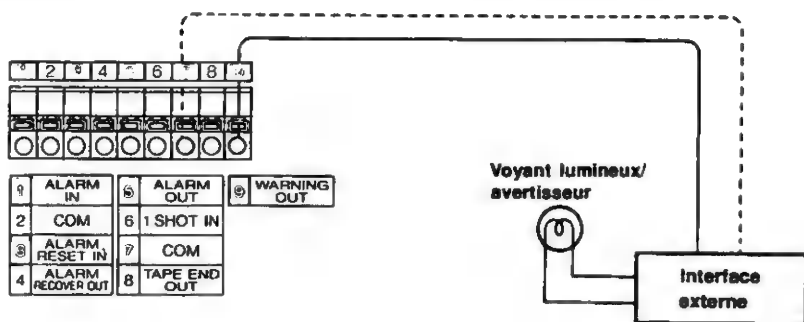 2 4 6 8
1 ALARM IN
2 COM
3 ALARM RESET IN
4 ALARM RECOVER OUT
5 ALARM OUT
6 1 SHOT IN
7 COM
8 TAPE END OUT
9 WARNING OUT
Voyant lumineux/
avertisseur
Interface
externe